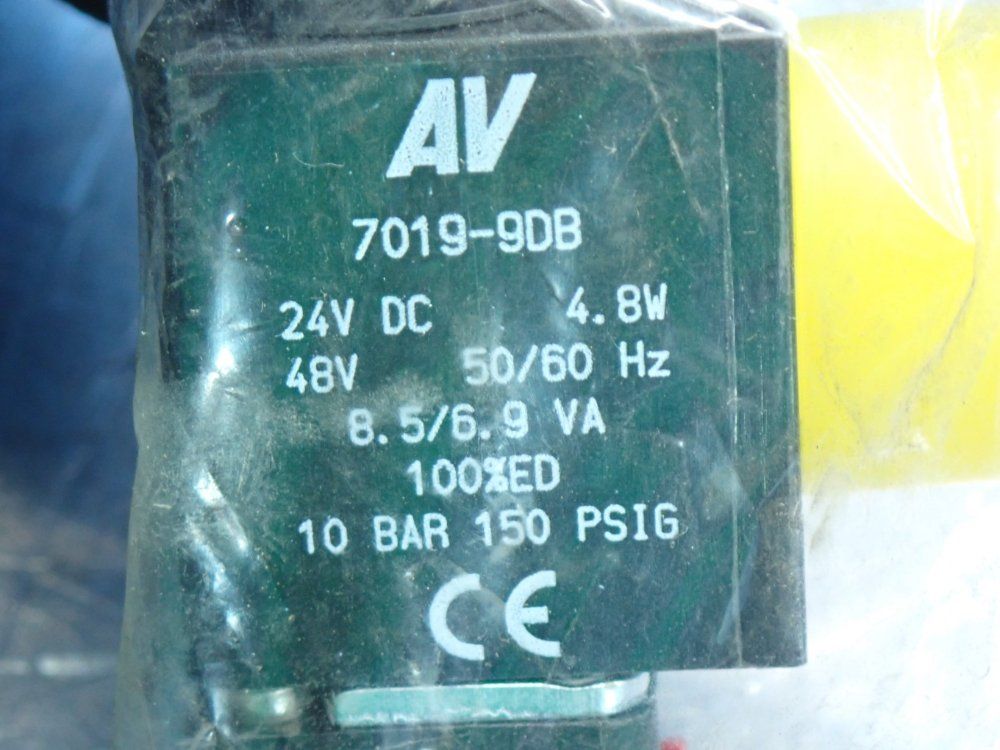 AV
7019-9DB
24V DC 4.8W
48V 50/60 Hz
8.5/6.9 VA
100%ED
10 BAR 150 PSIG
CE